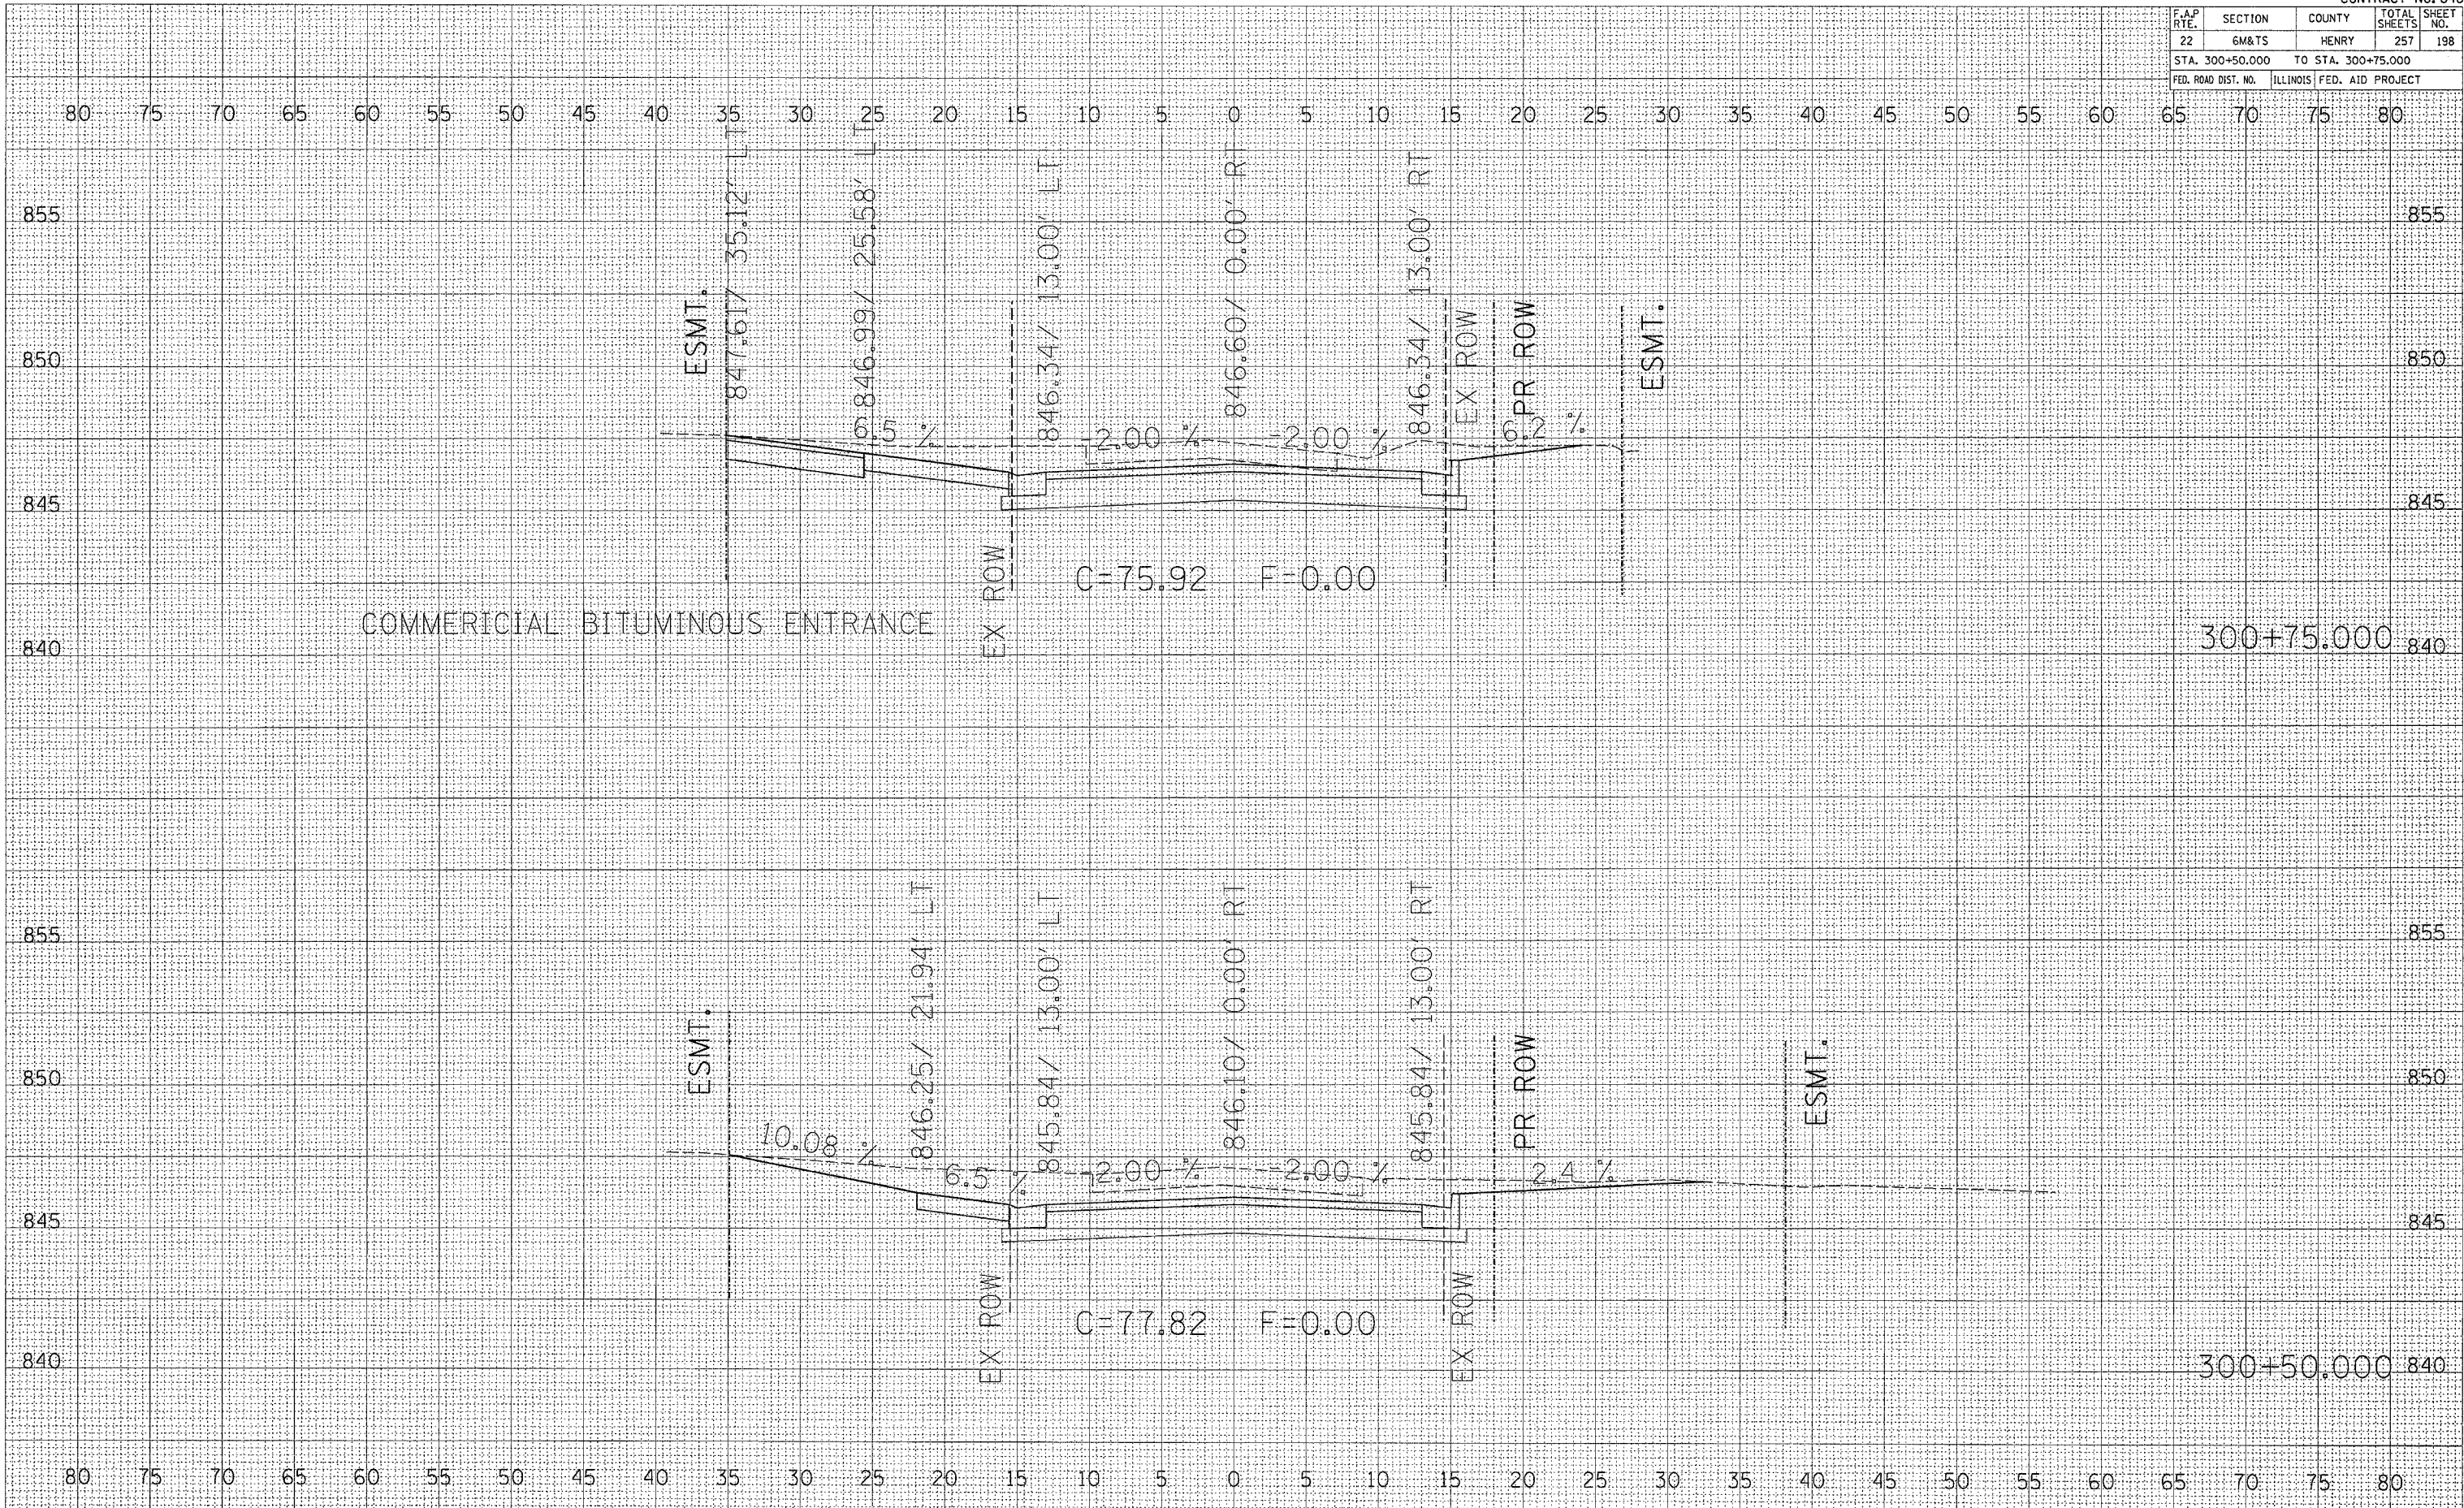 F.A.P RTE. SECTION COUNTY TOTAL SHEETS SHEET NO.
22 6M&TS HENRY 257 198
STA. 300+50.000 TO STA. 300+75.000
FED. ROAD DIST. NO. ILLINOIS FED. AID PROJECT
80 75 70 65 60 55 50 45 40 35 30 25 20 15 10 5 0 5 10 15 20 25 30 35 40 45 50 55 60 65 70 75 80
847.61/ 35.12' LT
846.99/ 25.58' LT
846.34/ 13.00' LT
846.60/ 0.00' RT
846.34/ 13.00' RT
855 855
ESMT.
EX ROW
PR ROW
ESMT.
850 850
6.5 % -2.00 % -2.00 % 6.2 %
845 845
EX ROW
C=75.92 F=0.00
COMMERICIAL BITUMINOUS ENTRANCE
300+75.000
840 840
846.25/ 21.94' LT
845.84/ 13.00' LT
846.10/ 0.00' RT
845.84/ 13.00' RT
855 855
ESMT.
PR ROW
ESMT.
850 850
10.08 % 6.5 % -2.00 % -2.00 % 2.4 %
845 845
EX ROW
C=77.82 F=0.00
EX ROW
300+50.000
840 840
80 75 70 65 60 55 50 45 40 35 30 25 20 15 10 5 0 5 10 15 20 25 30 35 40 45 50 55 60 65 70 75 80